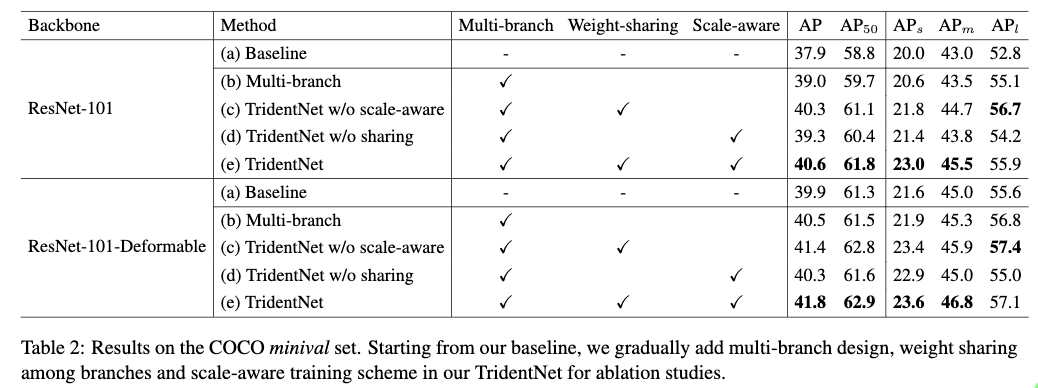 Backbone Method Multi-branch Weight-sharing Scale-aware AP AP50 APs APm APl
(a) Baseline - - - 37.9 58.8 20.0 43.0 52.8
(b) Multi-branch ✓ 39.0 59.7 20.6 43.5 55.1
ResNet-101 (c) TridentNet w/o scale-aware ✓ ✓ 40.3 61.1 21.8 44.7 56.7
(d) TridentNet w/o sharing ✓ ✓ 39.3 60.4 21.4 43.8 54.2
(e) TridentNet ✓ ✓ ✓ 40.6 61.8 23.0 45.5 55.9
(a) Baseline - - - 39.9 61.3 21.6 45.0 55.6
(b) Multi-branch ✓ 40.5 61.5 21.9 45.3 56.8
ResNet-101-Deformable (c) TridentNet w/o scale-aware ✓ ✓ 41.4 62.8 23.4 45.9 57.4
(d) TridentNet w/o sharing ✓ ✓ 40.3 61.6 22.9 45.0 55.0
(e) TridentNet ✓ ✓ ✓ 41.8 62.9 23.6 46.8 57.1
Table 2: Results on the COCO minival set. Starting from our baseline, we gradually add multi-branch design, weight sharing
among branches and scale-aware training scheme in our TridentNet for ablation studies.